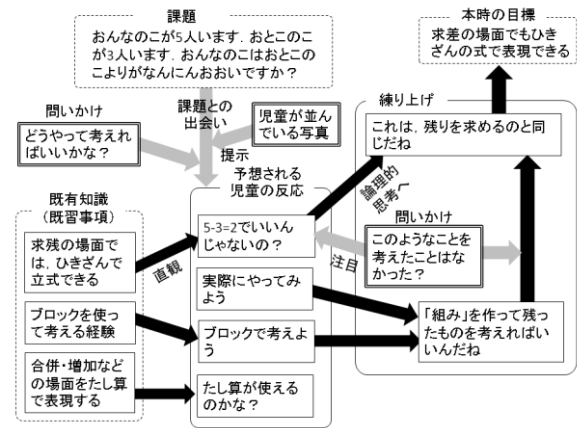 課題
おんなのこが5人います．おとこのこ
が3人います．おんなのこはおとこの
こよりがなんにんおおいですか？
本時の目標
求差の場面でもひき
ざんの式で表現できる
問いかけ
どうやって考えれ
ばいいかな？
課題との
出会い
児童が並ん
でいる写真
提示
練り上げ
これは，残りを求めるのと同
じだね
予想される
児童の反応
既有知識
（既習事項）
論理的
思考へ
問いかけ
求残の場面で
は，ひきざんで
立式できる
直観
5-3=2でいいん
じゃないの？
注目
このようなことを
考えたことはな
かった？
実際にやってみ
よう
ブロックを使
って考える経験
ブロックで考えよ
う
「組み」を作って残っ
たものを考えればい
いんだね
合併・増加など
の場面をたし算
で表現する
たし算が使える
のかな？